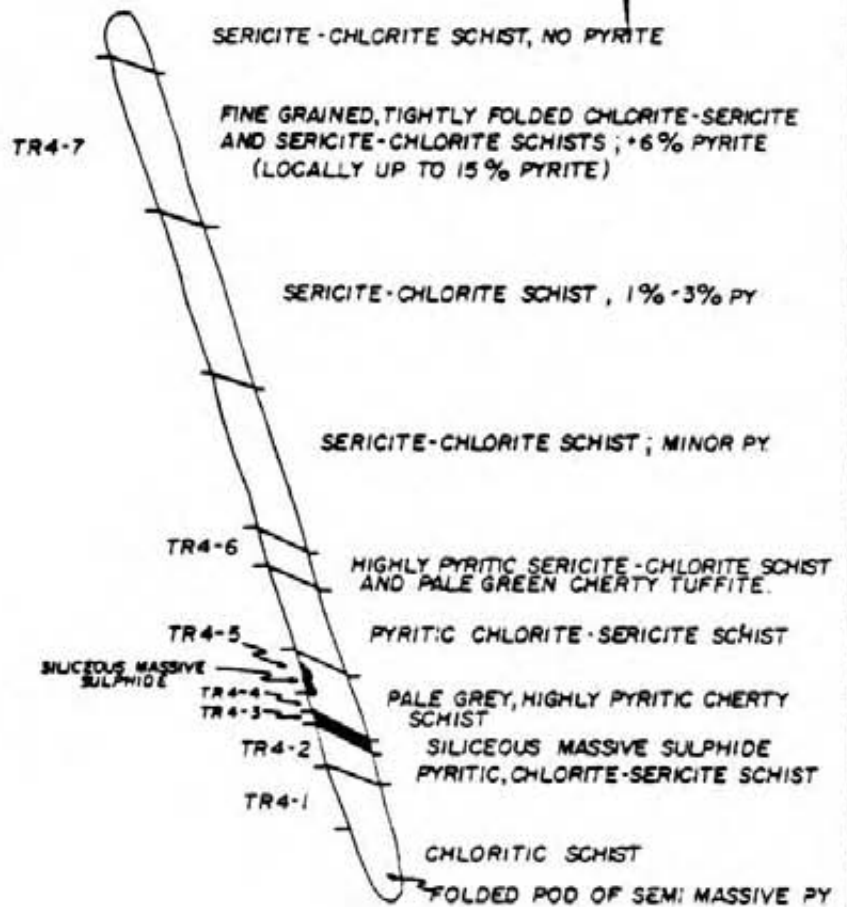 SERICITE-CHLORITE SCHIST, NO PYRITE
TR4-7
FINE GRAINED, TIGHTLY FOLDED CHLORITE-SERICITE
AND SERICITE-CHLORITE SCHISTS; +6% PYRITE
(LOCALLY UP TO 15% PYRITE)
SERICITE-CHLORITE SCHIST, 1%-3% PY
SERICITE-CHLORITE SCHIST; MINOR PY.
TR4-6
HIGHLY PYRITIC SERICITE-CHLORITE SCHIST
AND PALE GREEN CHERTY TUFFITE.
TR4-5
PYRITIC CHLORITE-SERICITE SCHIST
SILICEOUS MASSIVE
SULPHIDE
TR4-4
PALE GREY, HIGHLY PYRITIC CHERTY
SCHIST
TR4-3
SILICEOUS MASSIVE SULPHIDE
TR4-2
PYRITIC, CHLORITE-SERICITE SCHIST
TR4-1
CHLORITIC SCHIST
FOLDED POD OF SEMI MASSIVE PY